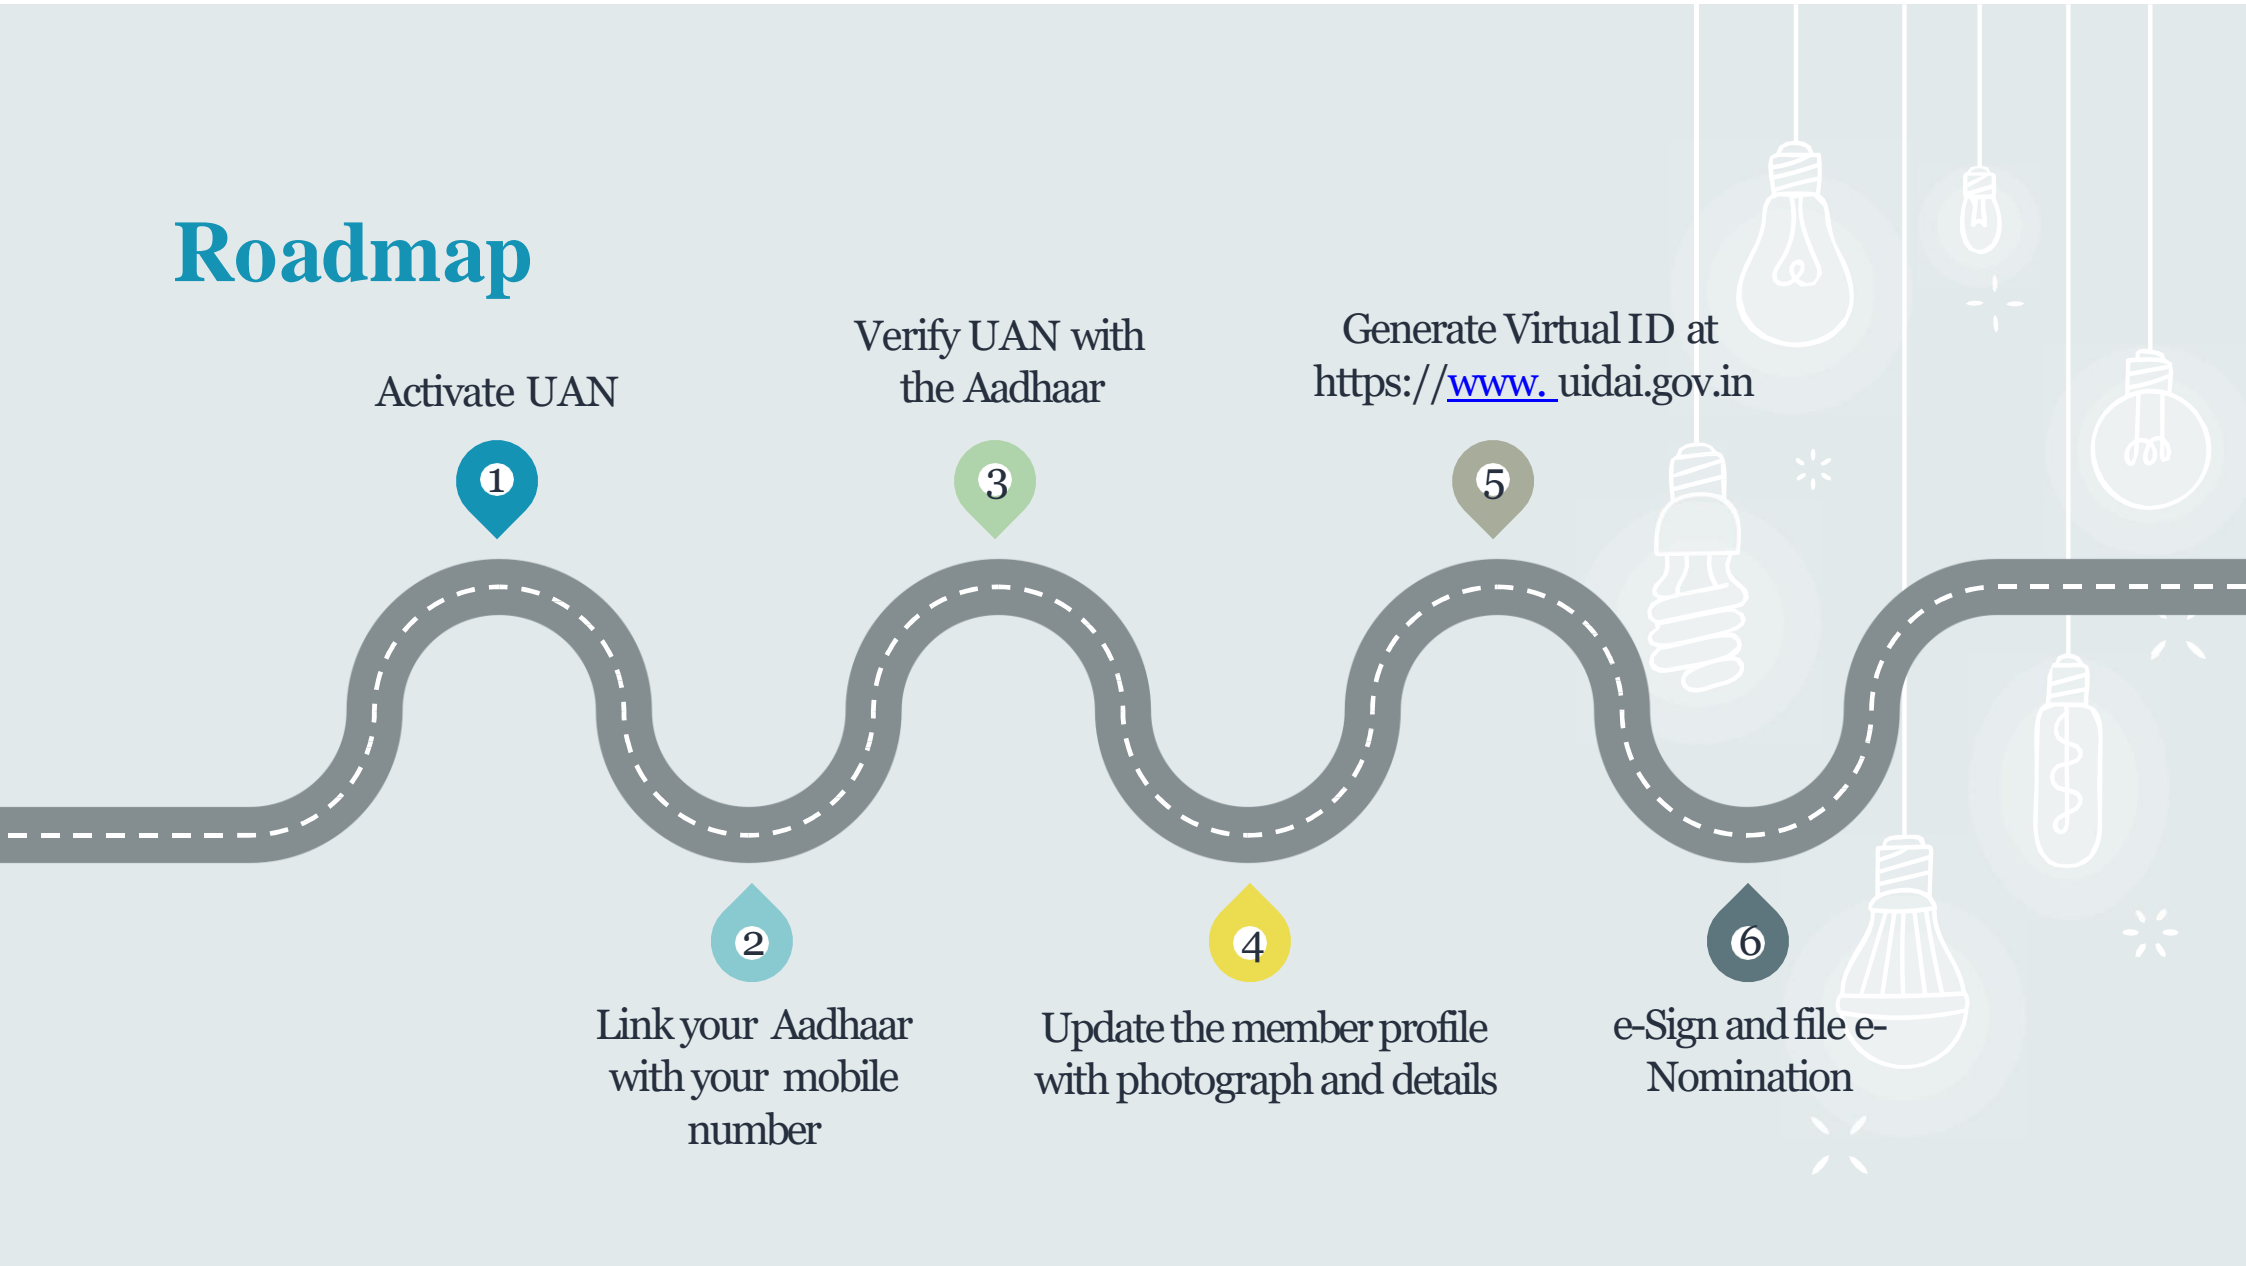 Roadmap
Activate UAN
1
Link your Aadhaar
with your mobile
number
2
Verify UAN with
the Aadhaar
3
Update the member profile
with photograph and details
4
Generate Virtual ID at
https://www. uidai.gov.in
5
e-Sign and file e-
Nomination
6